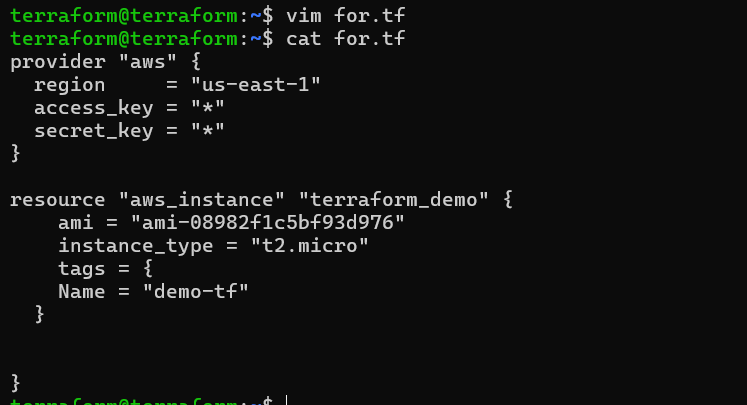 terraform@terraform:~$ vim for.tf
terraform@terraform:~$ cat for.tf
provider "aws" {
  region     = "us-east-1"
  access_key = "*"
  secret_key = "*"
}

resource "aws_instance" "terraform_demo" {
    ami = "ami-08982f1c5bf93d976"
    instance_type = "t2.micro"
    tags = {
    Name = "demo-tf"
  }


}
terraform@terraform:~$